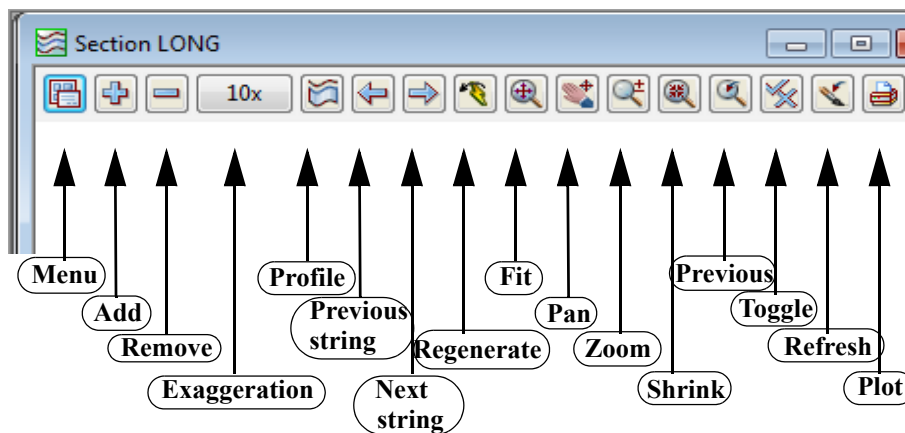 Section LONG
10x
Menu
Add
Remove
Exaggeration
Profile
Previous
string
Next
string
Regenerate
Fit
Pan
Zoom
Shrink
Previous
Toggle
Refresh
Plot